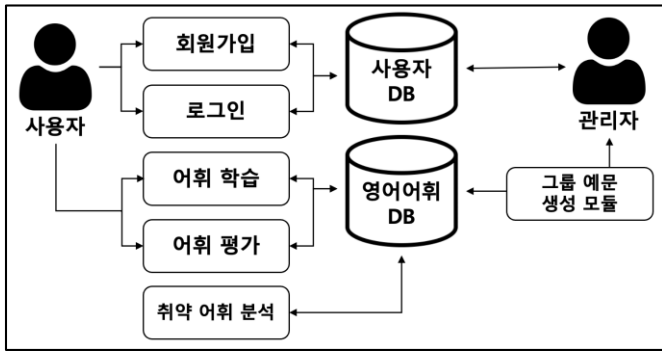 회원가입
사용자
DB
로그인
사용자
관리자
어휘 학습
영어어휘
DB
그룹 예문
생성 모듈
어휘 평가
취약 어휘 분석